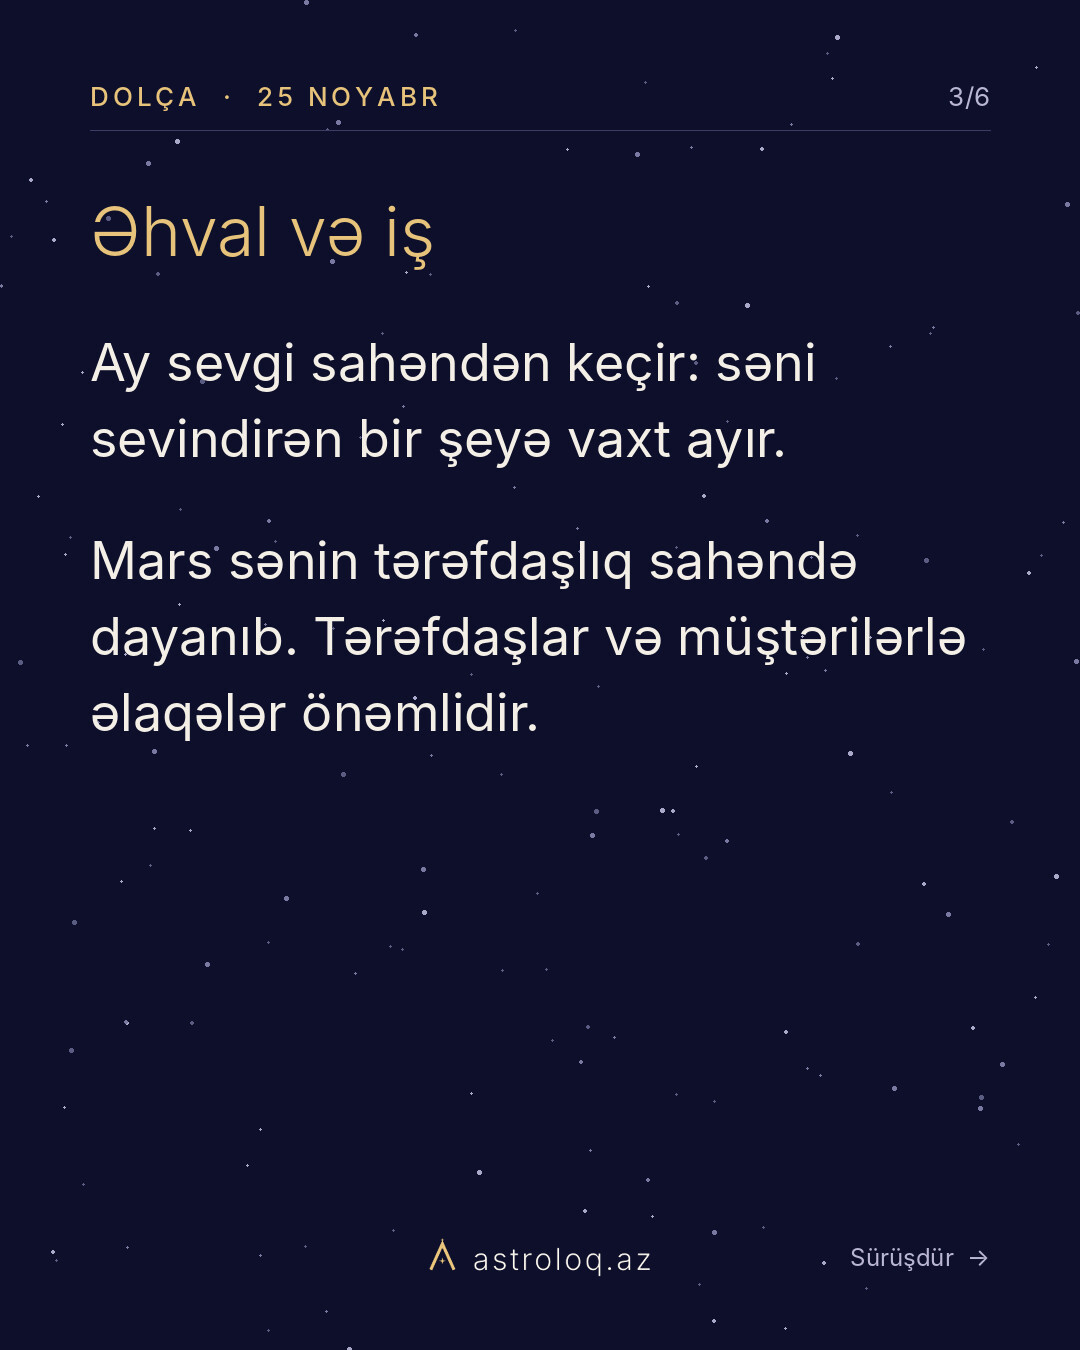 DOLÇA · 25 NOYABR
3/6
Əhval və iş
Ay sevgi sahəndən keçir: səni
sevindirən bir şeyə vaxt ayır.
Mars sənin tərəfdaşlıq sahəndə
dayanıb. Tərəfdaşlar və müştərilərlə
əlaqələr önəmlidir.
astroloq.az
Sürüşdür →